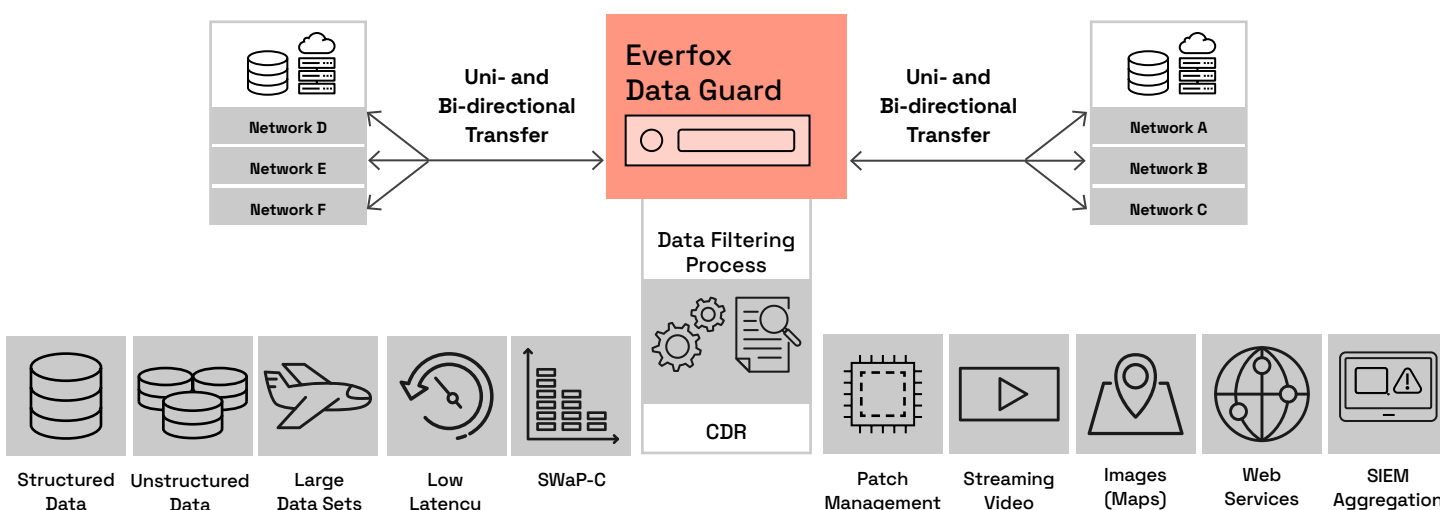 Everfox
Data Guard
Uni- and
Bi-directional
Transfer
Uni- and
Bi-directional
Transfer
Network D
Network E
Network F
Network A
Network B
Network C
Data Filtering
Process
CDR
Structured
Data
Unstructured
Data
Large
Data Sets
Low
Latency
SWaP-C
Patch
Management
Streaming
Video
Images
(Maps)
Web
Services
SIEM
Aggregation